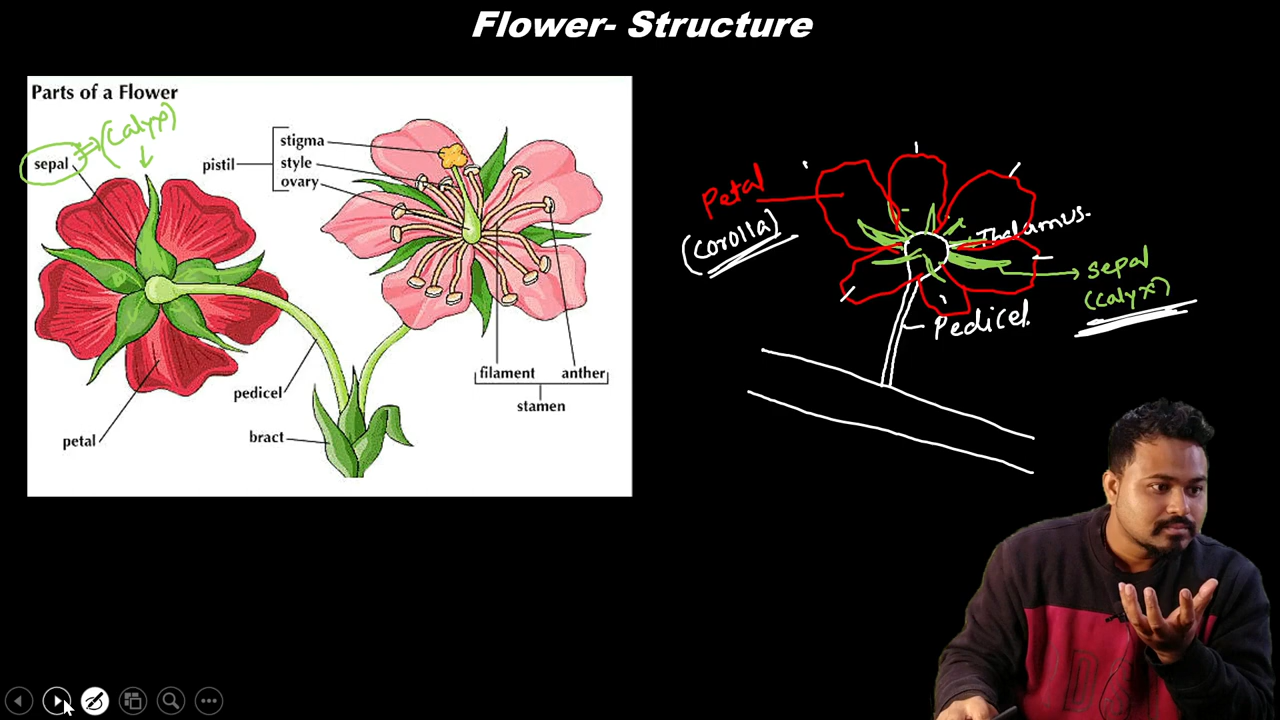 Flower- Structure
Parts of a Flower
(Calyx)
sepal
stigma
pistil
style
ovary
pedicel
petal
bract
filament
anther
stamen
Petal
(Corolla)
Thalamus
sepal
(calyx)
Pedicel